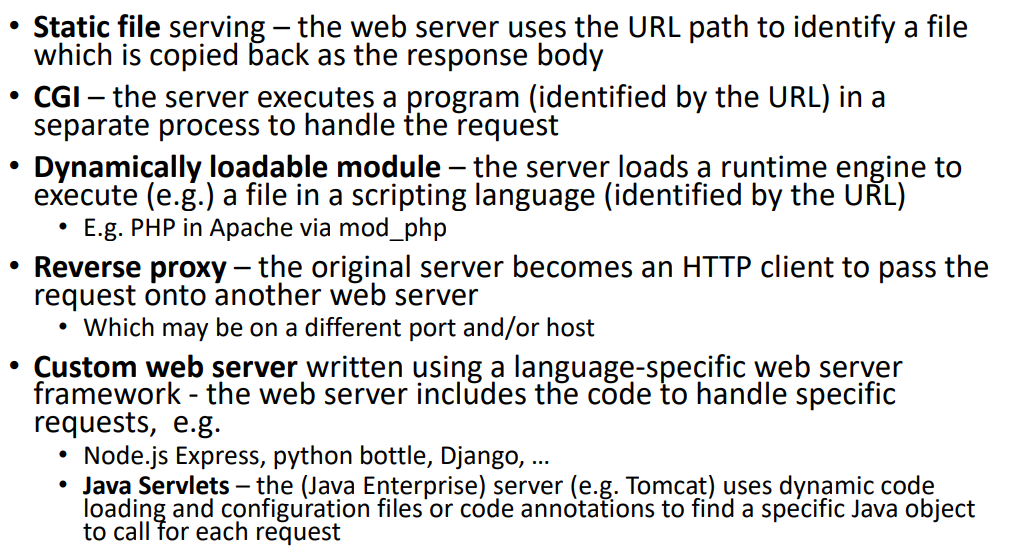 • Static file serving – the web server uses the URL path to identify a file
which is copied back as the response body
• CGI – the server executes a program (identified by the URL) in a
separate process to handle the request
• Dynamically loadable module – the server loads a runtime engine to
execute (e.g.) a file in a scripting language (identified by the URL)
• E.g. PHP in Apache via mod_php
• Reverse proxy – the original server becomes an HTTP client to pass the
request onto another web server
• Which may be on a different port and/or host
• Custom web server written using a language-specific web server
framework - the web server includes the code to handle specific
requests, e.g.
• Node.js Express, python bottle, Django, …
• Java Servlets – the (Java Enterprise) server (e.g. Tomcat) uses dynamic code
loading and configuration files or code annotations to find a specific Java object
to call for each request